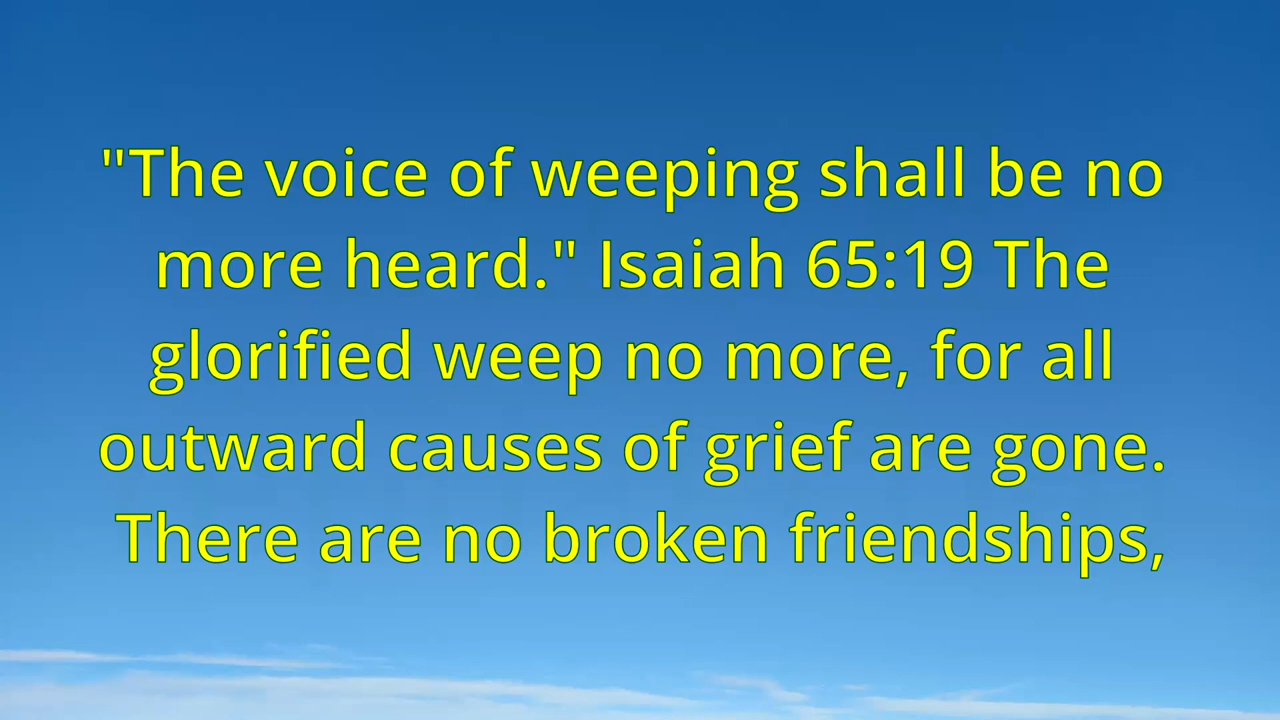 "The voice of weeping shall be no
more heard." Isaiah 65:19 The
glorified weep no more, for all
outward causes of grief are gone.
There are no broken friendships,